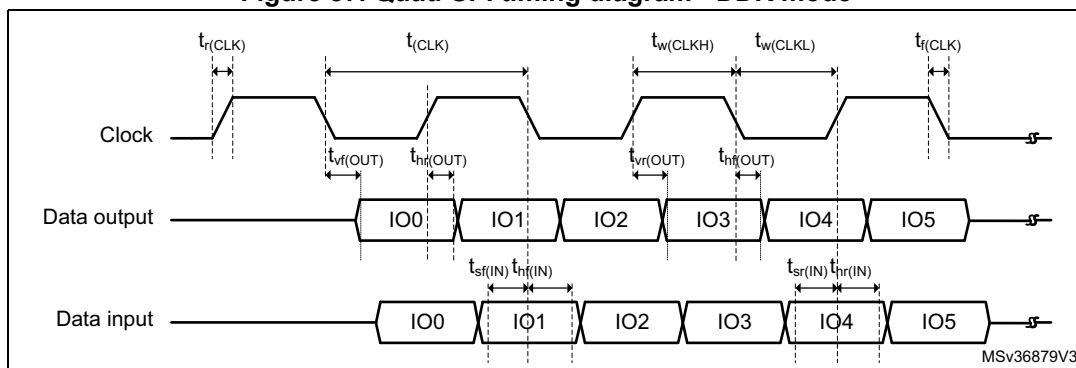 Figure 37. Quad-SPI timing diagram - DDR mode
tr(CLK) t(CLK) tw(CLKH) tw(CLKL) tf(CLK)
Clock
tvf(OUT) thr(OUT) tvr(OUT) thf(OUT)
Data output IO0 IO1 IO2 IO3 IO4 IO5
tsf(IN) thf(IN) tsr(IN) thr(IN)
Data input IO0 IO1 IO2 IO3 IO4 IO5
MSv36879V3